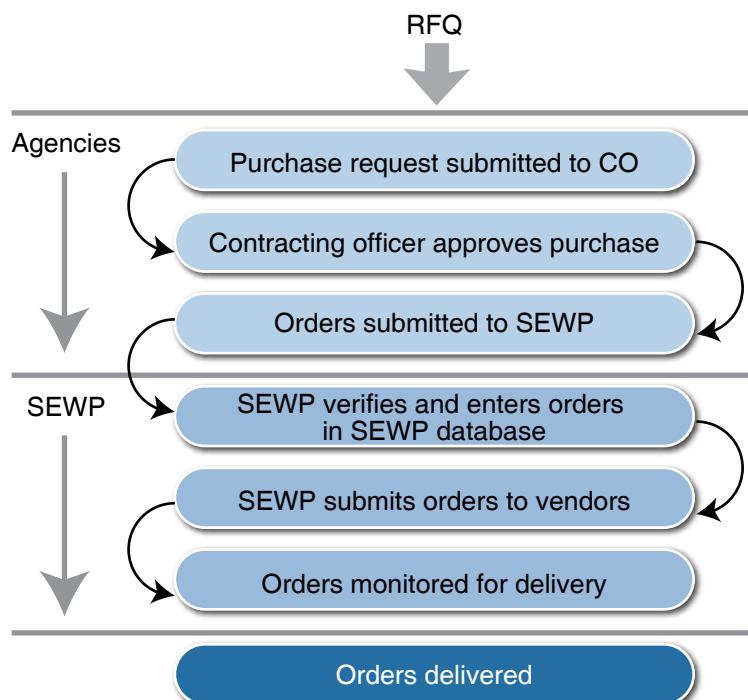 RFQ
Agencies
Purchase request submitted to CO
Contracting officer approves purchase
Orders submitted to SEWP
SEWP
SEWP verifies and enters orders
in SEWP database
SEWP submits orders to vendors
Orders monitored for delivery
Orders delivered